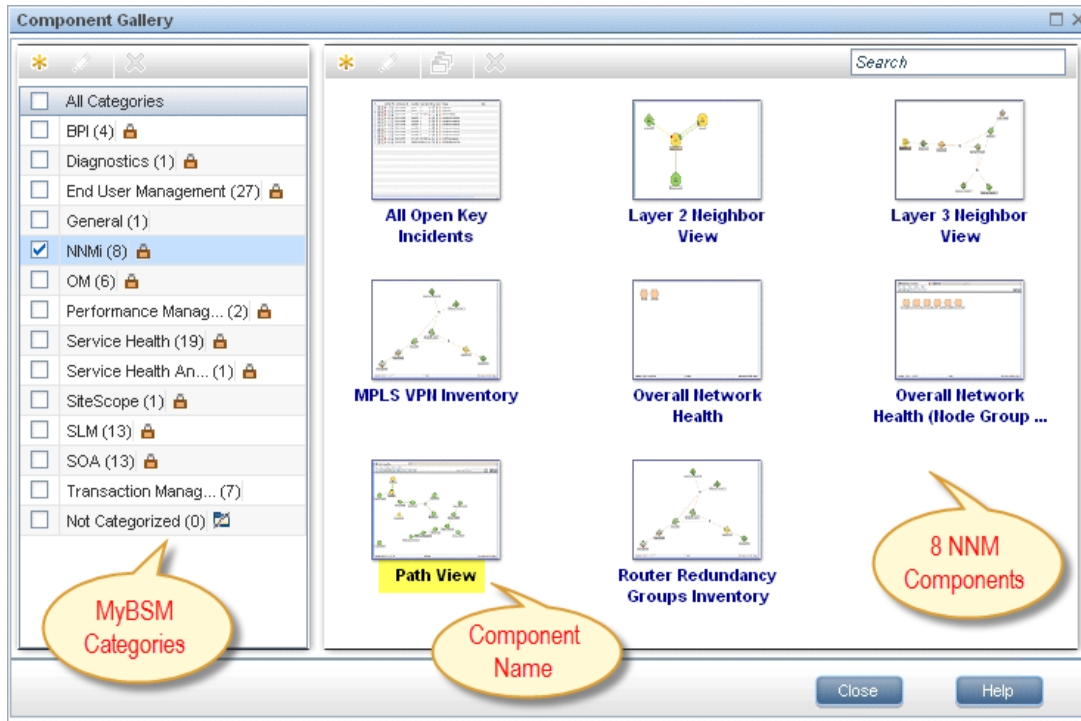 Component Gallery
Search
All Categories
BPI (4)
Diagnostics (1)
End User Management (27)
General (1)
NNMi (8)
OM (6)
Performance Manag... (2)
Service Health (19)
Service Health An... (1)
SiteScope (1)
SLM (13)
SOA (13)
Transaction Manag... (7)
Not Categorized (0)
MyBSM
Categories
All Open Key
Incidents
Layer 2 Neighbor
View
Layer 3 Neighbor
View
MPLS VPN Inventory
Overall Network
Health
Overall Network
Health (Node Group ...
Path View
Router Redundancy
Groups Inventory
Component
Name
8 NNM
Components
Close
Help